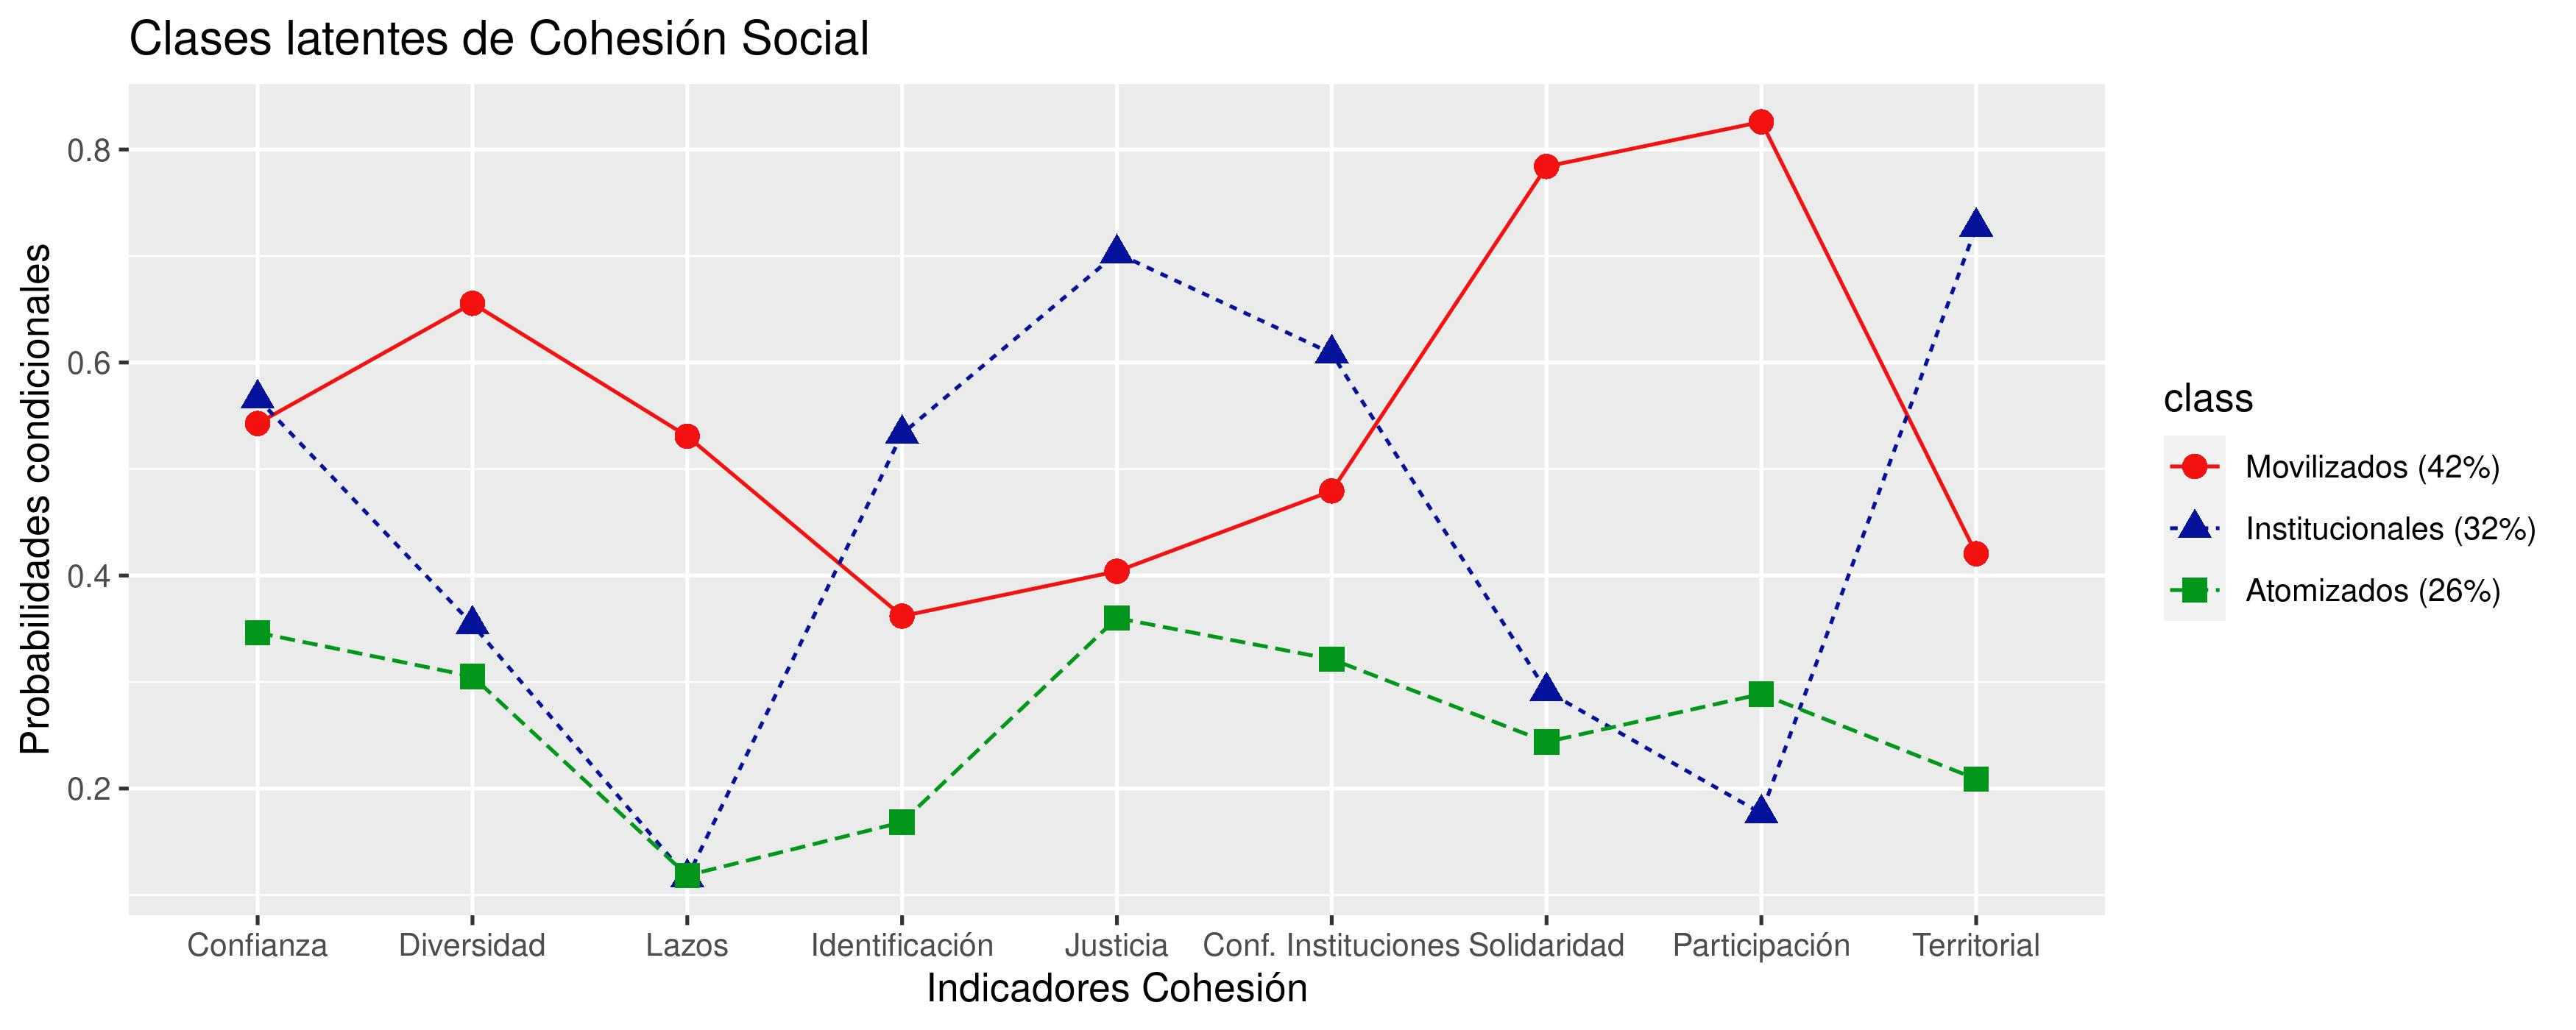 Clases latentes de Cohesión Social
Probabilidades condicionales
0.8
0.6
0.4
0.2
Confianza Diversidad Lazos Identificación Justicia Conf. Instituciones Solidaridad Participación Territorial
Indicadores Cohesión
class
Movilizados (42%)
Institucionales (32%)
Atomizados (26%)